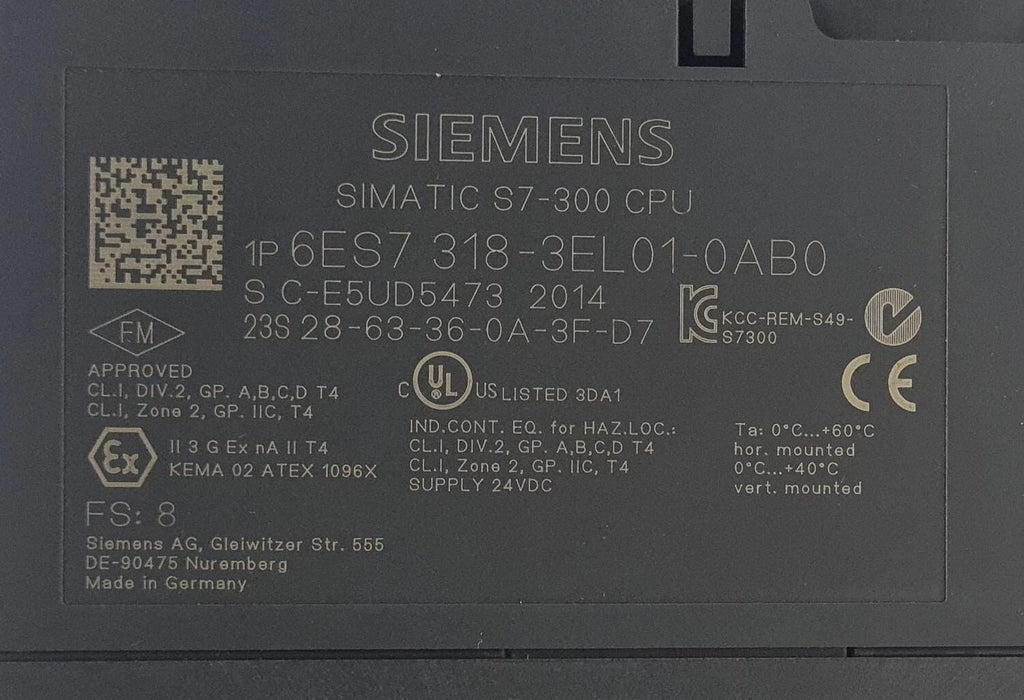 SIEMENS
SIMATIC S7-300 CPU
1P 6ES7 318-3EL01-0AB0
S C-E5UD5473 2014
23S 28-63-36-0A-3F-D7
KCC-REM-S49-
S7300
FM
APPROVED
CL.I, DIV.2, GP. A,B,C,D T4
CL.I, Zone 2, GP. IIC, T4
C UL US LISTED 3DA1
®
CE
IND.CONT. EQ. for HAZ.LOC.:
CL.I, DIV.2, GP. A,B,C,D T4
CL.I, Zone 2, GP. IIC, T4
SUPPLY 24VDC
Ta: 0°C...+60°C
hor. mounted
0°C...+40°C
vert. mounted
Ex
II 3 G Ex nA II T4
KEMA 02 ATEX 1096X
FS: 8
Siemens AG, Gleiwitzer Str. 555
DE-90475 Nuremberg
Made in Germany